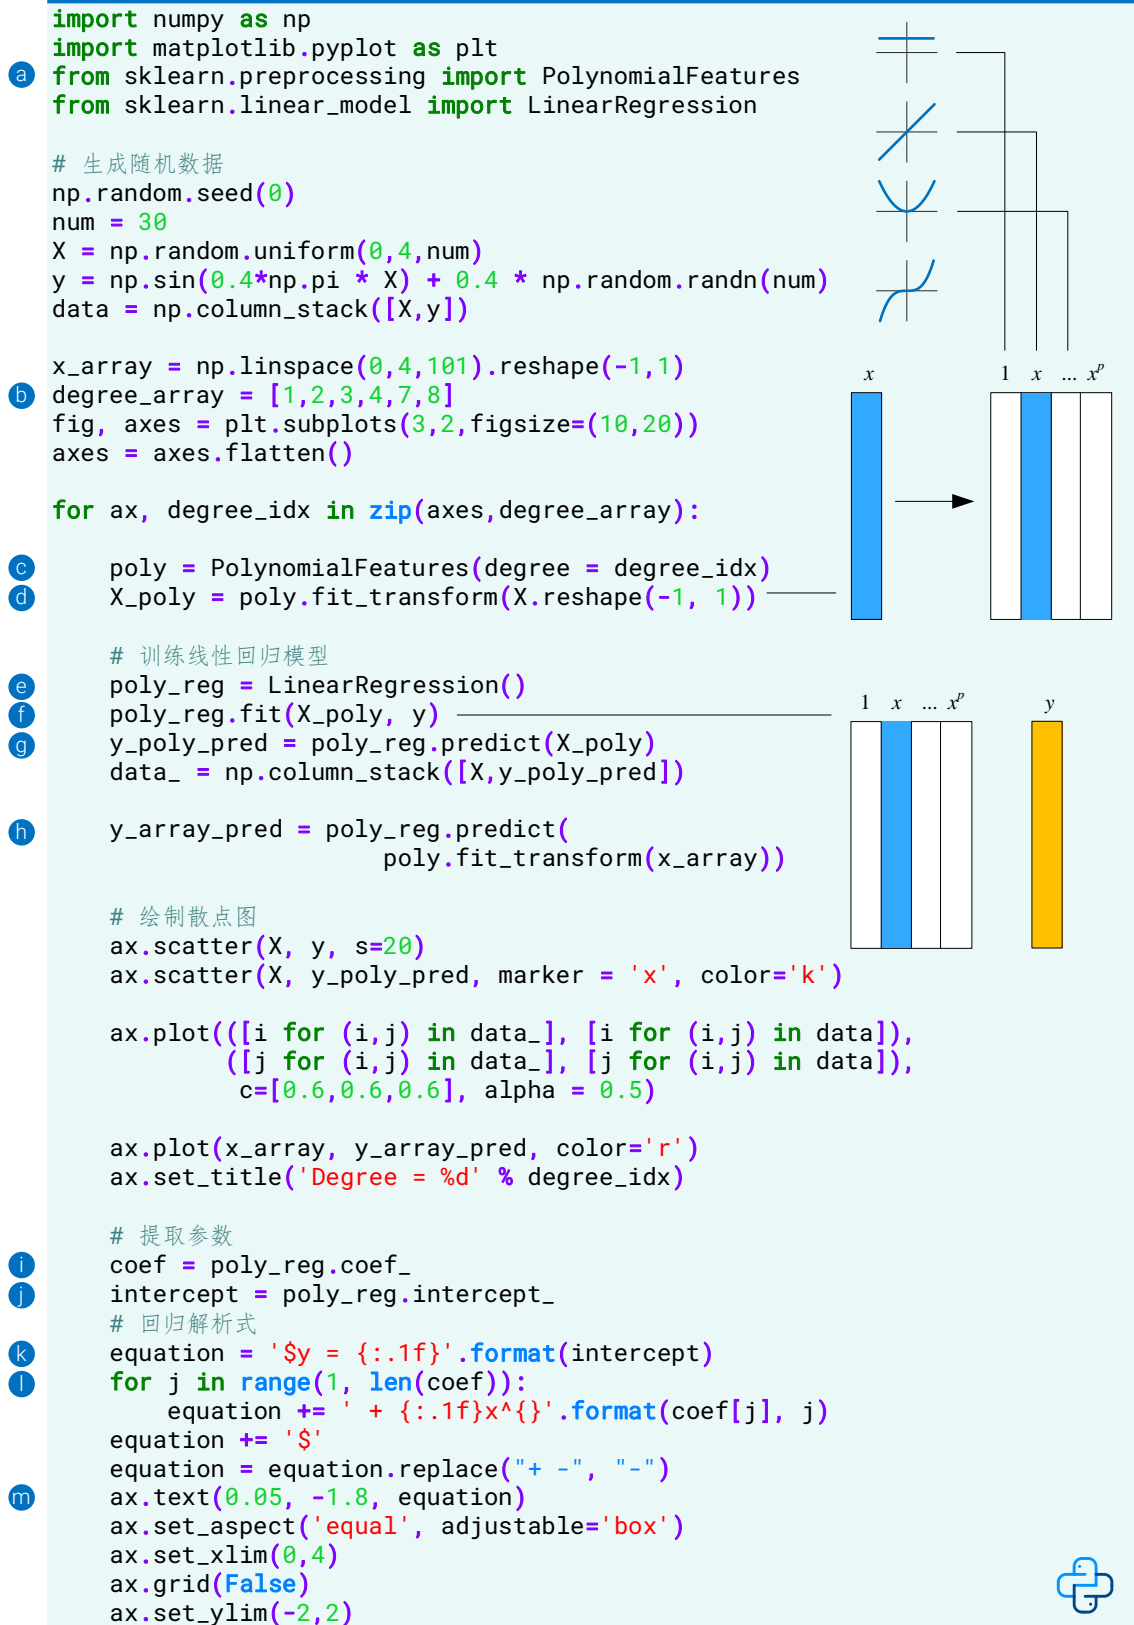 import numpy as np
import matplotlib.pyplot as plt
a from sklearn.preprocessing import PolynomialFeatures
from sklearn.linear_model import LinearRegression
# 生成随机数据
np.random.seed(0)
num = 30
X = np.random.uniform(0,4,num)
y = np.sin(0.4*np.pi * X) + 0.4 * np.random.randn(num)
data = np.column_stack([X,y])
x_array = np.linspace(0,4,101).reshape(-1,1)
x 1 x ... x^p
b degree_array = [1,2,3,4,7,8]
fig, axes = plt.subplots(3,2,figsize=(10,20))
axes = axes.flatten()
for ax, degree_idx in zip(axes,degree_array):
c     poly = PolynomialFeatures(degree = degree_idx)
d     X_poly = poly.fit_transform(X.reshape(-1, 1))
    # 训练线性回归模型
e     poly_reg = LinearRegression()
1 x ... x^p y
f     poly_reg.fit(X_poly, y)
g     y_poly_pred = poly_reg.predict(X_poly)
    data_ = np.column_stack([X,y_poly_pred])
h     y_array_pred = poly_reg.predict(
                       poly.fit_transform(x_array))
    # 绘制散点图
    ax.scatter(X, y, s=20)
    ax.scatter(X, y_poly_pred, marker = 'x', color='k')
    ax.plot(([i for (i,j) in data_], [i for (i,j) in data]),
            ([j for (i,j) in data_], [j for (i,j) in data]),
             c=[0.6,0.6,0.6], alpha = 0.5)
    ax.plot(x_array, y_array_pred, color='r')
    ax.set_title('Degree = %d' % degree_idx)
    # 提取参数
i     coef = poly_reg.coef_
j     intercept = poly_reg.intercept_
    # 回归解析式
k     equation = '$y = {:.1f}'.format(intercept)
l     for j in range(1, len(coef)):
        equation += ' + {:.1f}x^{}'.format(coef[j], j)
    equation += '$'
    equation = equation.replace("+ -", "-")
m     ax.text(0.05, -1.8, equation)
    ax.set_aspect('equal', adjustable='box')
    ax.set_xlim(0,4)
    ax.grid(False)
    ax.set_ylim(-2,2)